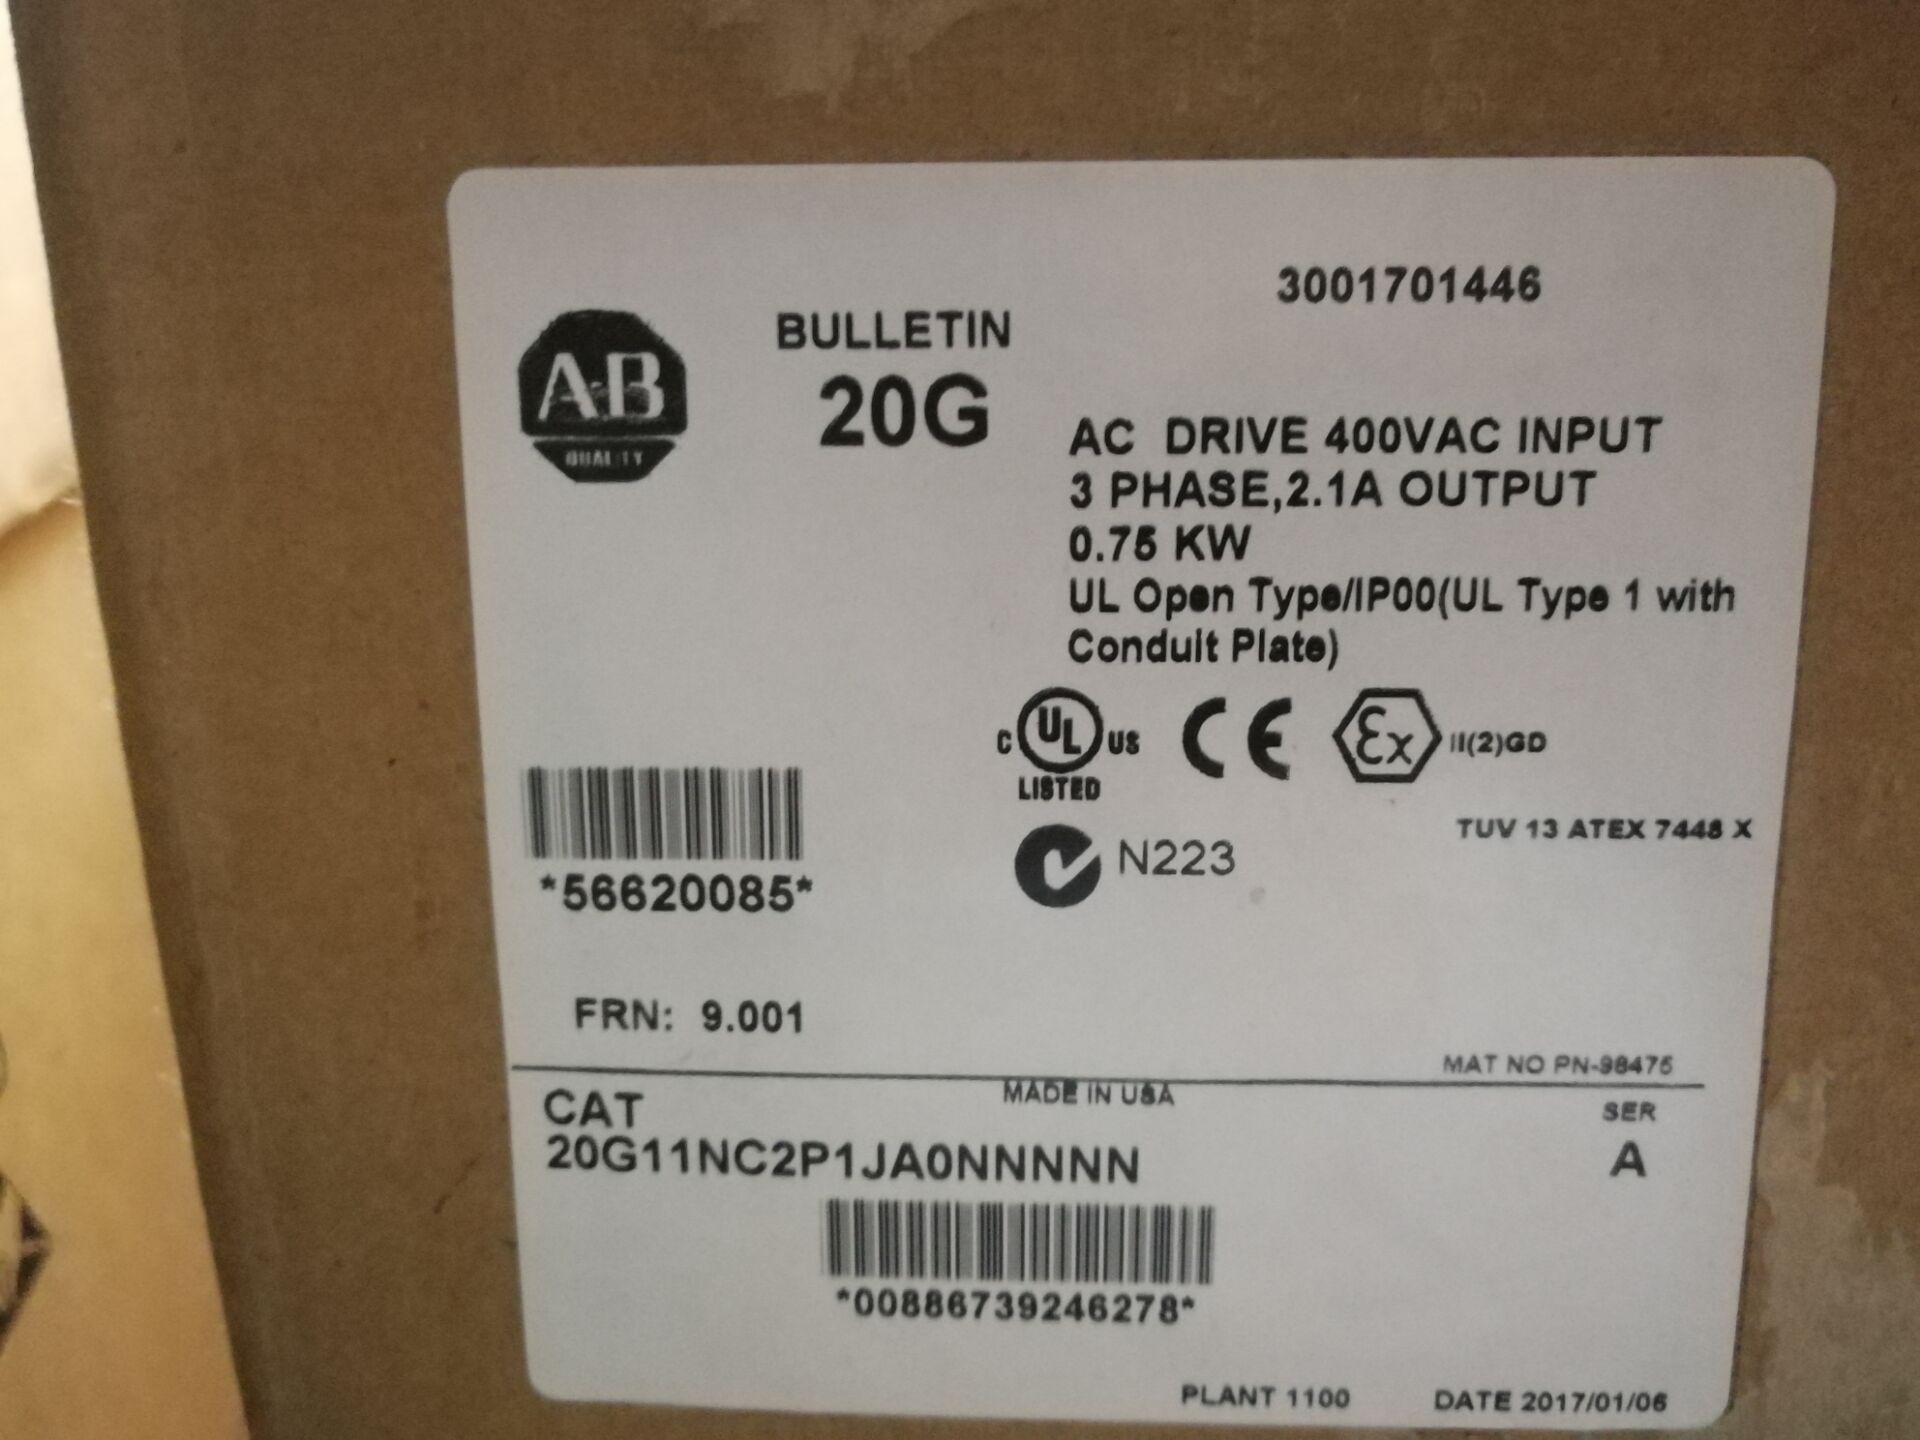 3001701446
BULLETIN
20G
A-B
QUALITY
AC DRIVE 400VAC INPUT
3 PHASE,2.1A OUTPUT
0.75 KW
UL Open Type/IP00(UL Type 1 with
Conduit Plate)
C UL US
LISTED
CE
Ex II(2)GD
TUV 13 ATEX 7448 X
N223
*56620085*
FRN: 9.001
MAT NO PN-98475
MADE IN USA
CAT
20G11NC2P1JA0NNNNN
SER
A
*00886739246278*
PLANT 1100
DATE 2017/01/06